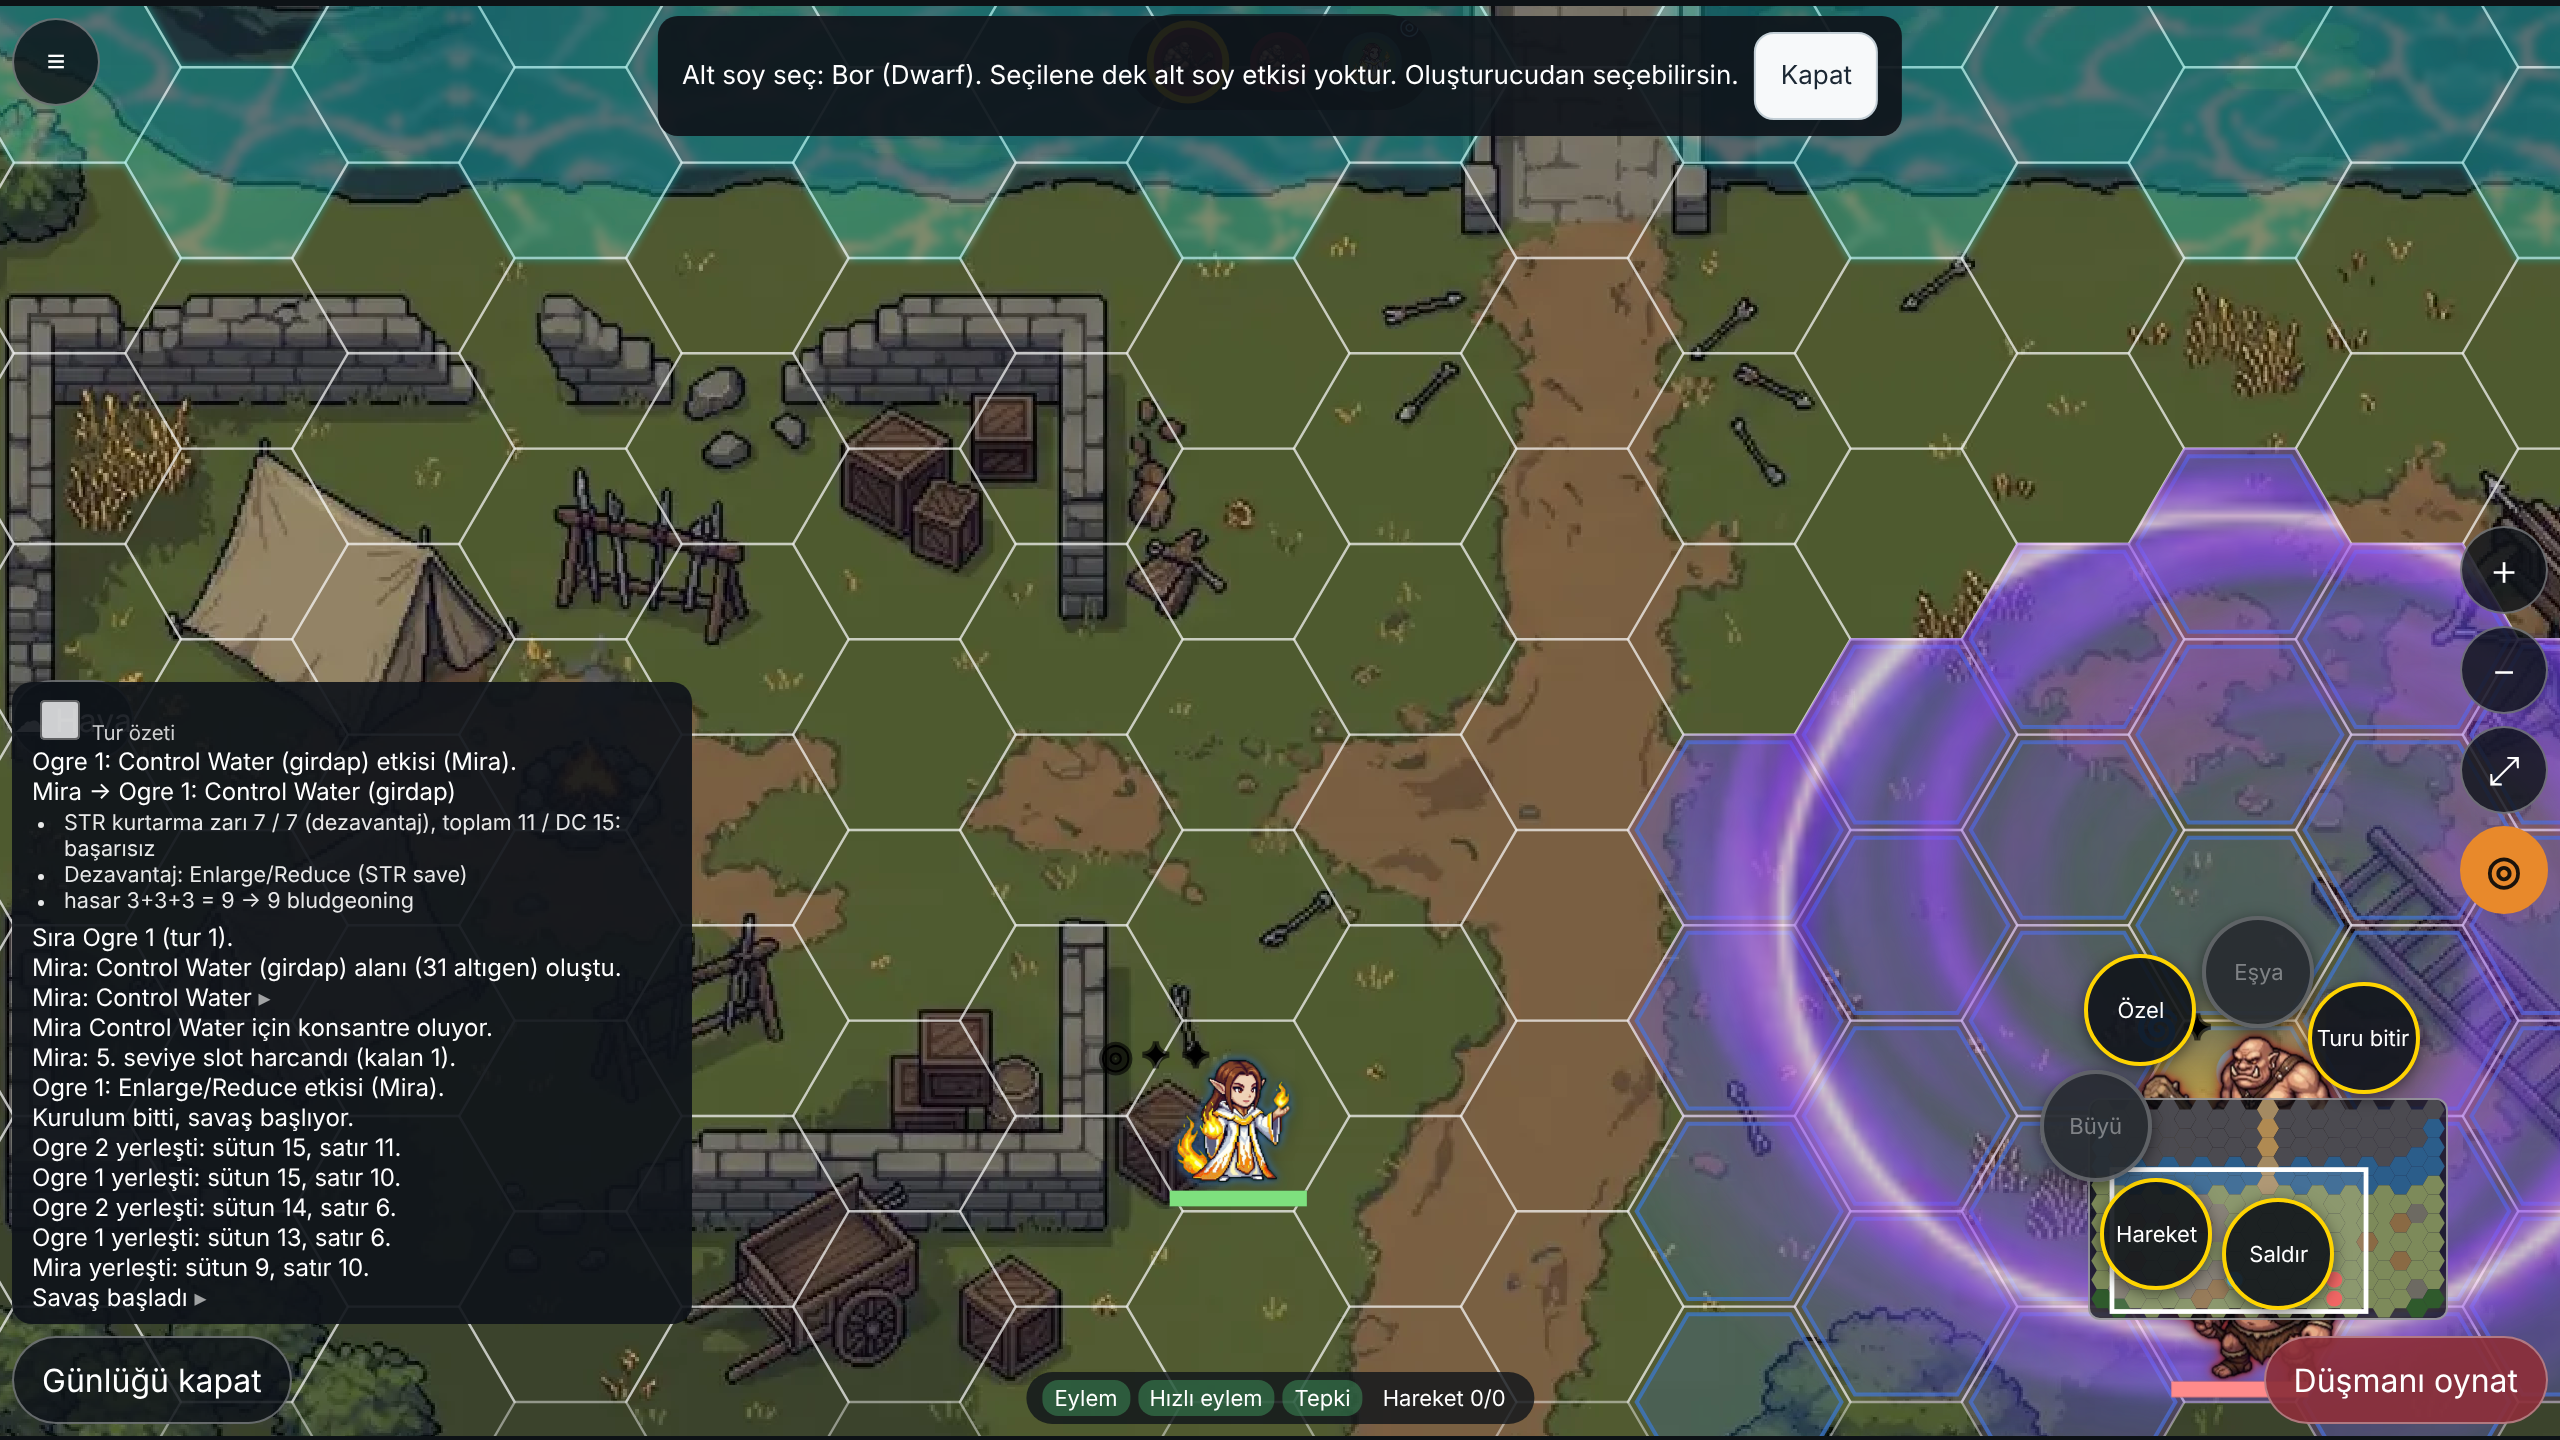 ≡
Alt soy seç: Bor (Dwarf). Seçilene dek alt soy etkisi yoktur. Oluşturucudan seçebilirsin.
Kapat
Tur özeti
Ogre 1: Control Water (girdap) etkisi (Mira).
Mira → Ogre 1: Control Water (girdap)
• STR kurtarma zarı 7 / 7 (dezavantaj), toplam 11 / DC 15:
başarısız
• Dezavantaj: Enlarge/Reduce (STR save)
• hasar 3+3+3 = 9 → 9 bludgeoning
Sıra Ogre 1 (tur 1).
Mira: Control Water (girdap) alanı (31 altıgen) oluştu.
Mira: Control Water ▸
Mira Control Water için konsantre oluyor.
Mira: 5. seviye slot harcandı (kalan 1).
Ogre 1: Enlarge/Reduce etkisi (Mira).
Kurulum bitti, savaş başlıyor.
Ogre 2 yerleşti: sütun 15, satır 11.
Ogre 1 yerleşti: sütun 15, satır 10.
Ogre 2 yerleşti: sütun 14, satır 6.
Ogre 1 yerleşti: sütun 13, satır 6.
Mira yerleşti: sütun 9, satır 10.
Savaş başladı ▸
Günlüğü kapat
Eylem Hızlı eylem Tepki Hareket 0/0
+
−
Eşya
Özel
Turu bitir
Büyü
Hareket
Saldır
Düşmanı oynat